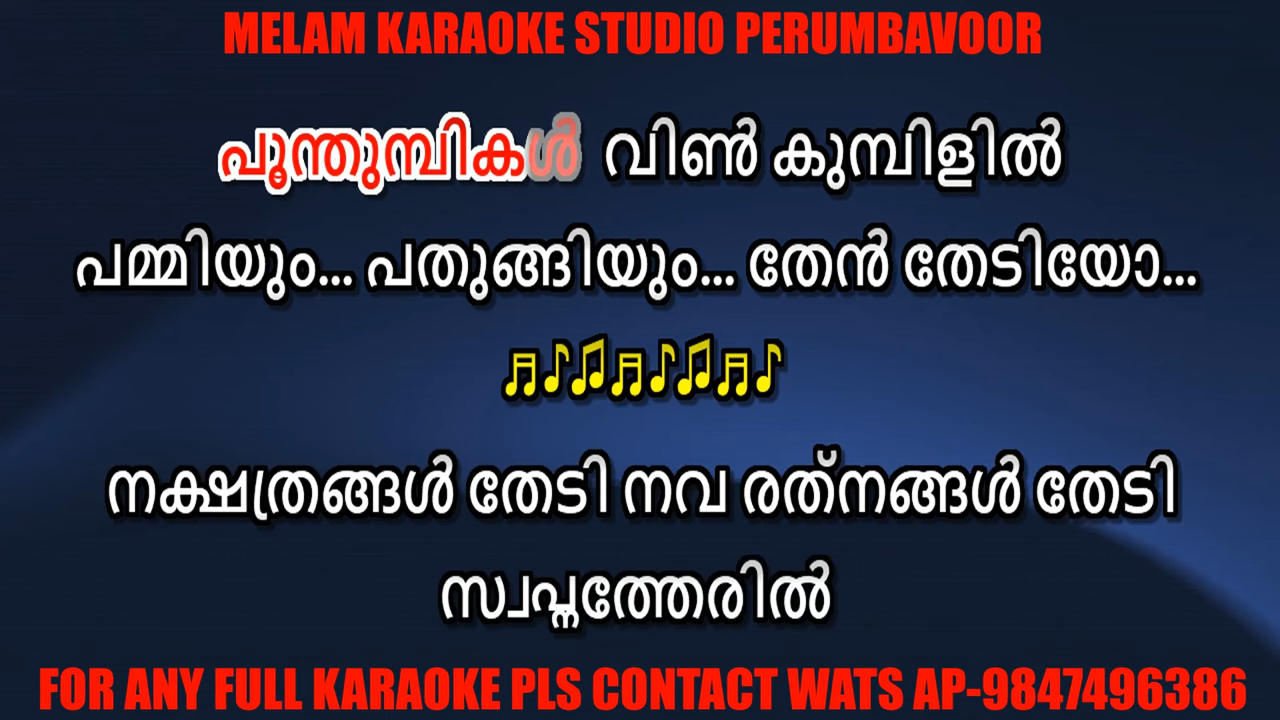 MELAM KARAOKE STUDIO PERUMBAVOOR
പൂന്തുമ്പികൾ വിൺ കുമ്പിളിൽ
പമ്മിയും... പതുങ്ങിയും... തേൻ തേടിയോ...
♬♪♫♬♪♫♬♪
നക്ഷത്രങ്ങൾ തേടി നവ രത്‌നങ്ങൾ തേടി
സ്വപ്നത്തേരിൽ
FOR ANY FULL KARAOKE PLS CONTACT WATS AP-9847496386